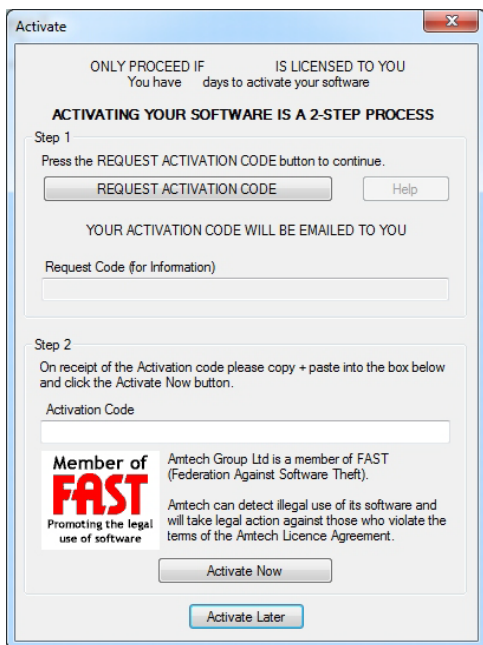 Activate
ONLY PROCEED IF IS LICENSED TO YOU
You have days to activate your software
ACTIVATING YOUR SOFTWARE IS A 2-STEP PROCESS
Step 1
Press the REQUEST ACTIVATION CODE button to continue.
REQUEST ACTIVATION CODE
Help
YOUR ACTIVATION CODE WILL BE EMAILED TO YOU
Request Code (for Information)
Step 2
On receipt of the Activation code please copy + paste into the box below
and click the Activate Now button.
Activation Code
Member of
FAST
Promoting the legal
use of software
Amtech Group Ltd is a member of FAST
(Federation Against Software Theft).
Amtech can detect illegal use of its software and
will take legal action against those who violate the
terms of the Amtech Licence Agreement.
Activate Now
Activate Later